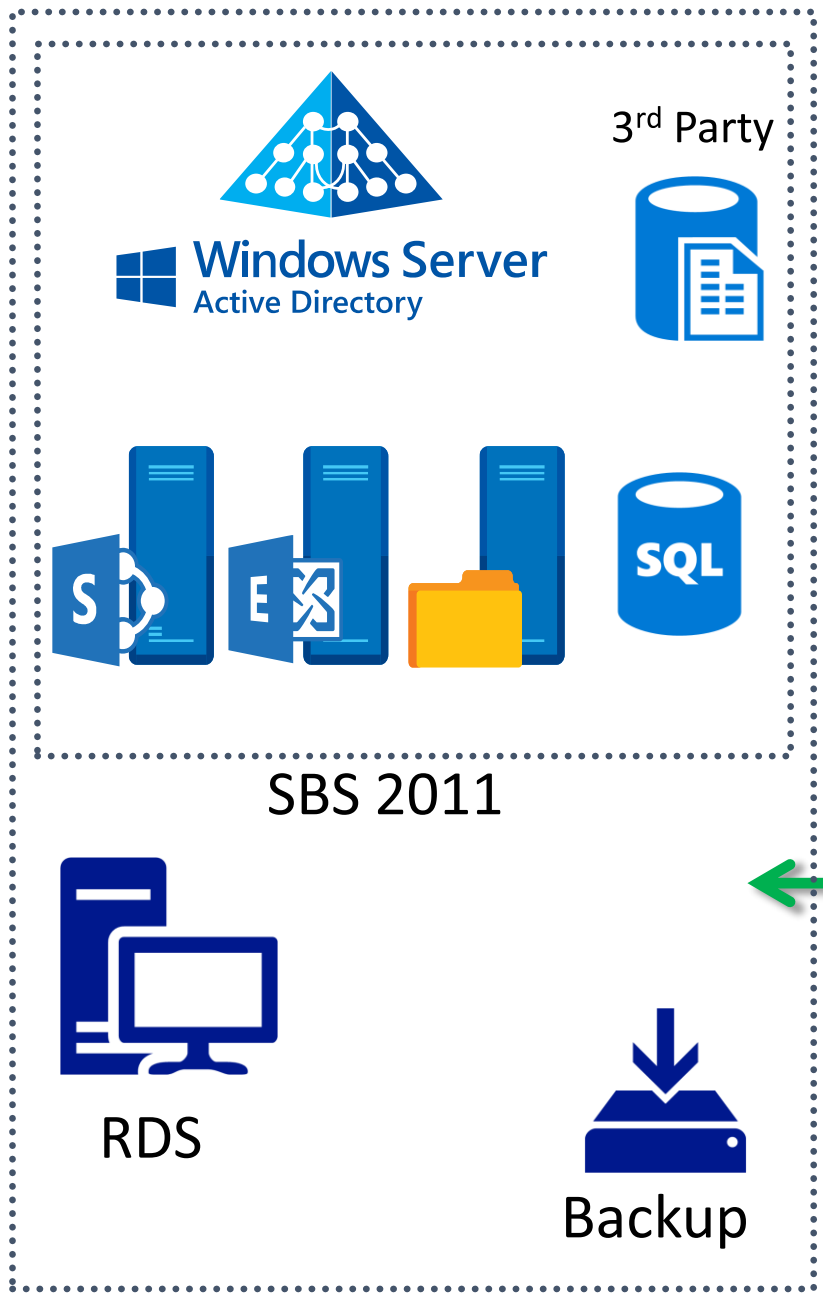 3rd Party
Windows Server
Active Directory
S
E
SQL
SBS 2011
RDS
Backup